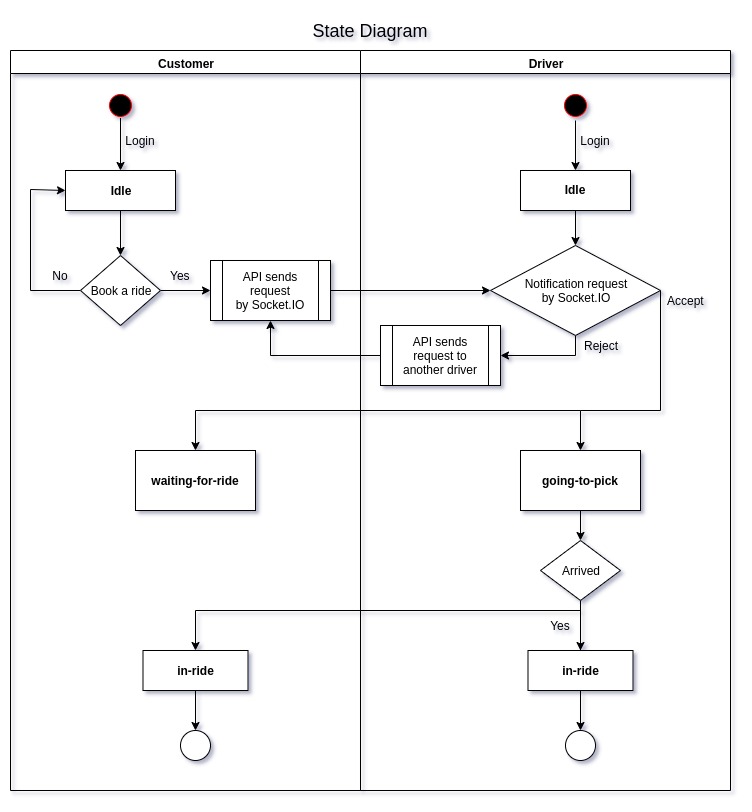 State Diagram
Customer
Driver
Login
Login
Idle
Idle
No
Book a ride
Yes
API sends
request
by Socket.IO
Notification request
by Socket.IO
Accept
Reject
API sends
request to
another driver
waiting-for-ride
going-to-pick
Arrived
Yes
in-ride
in-ride